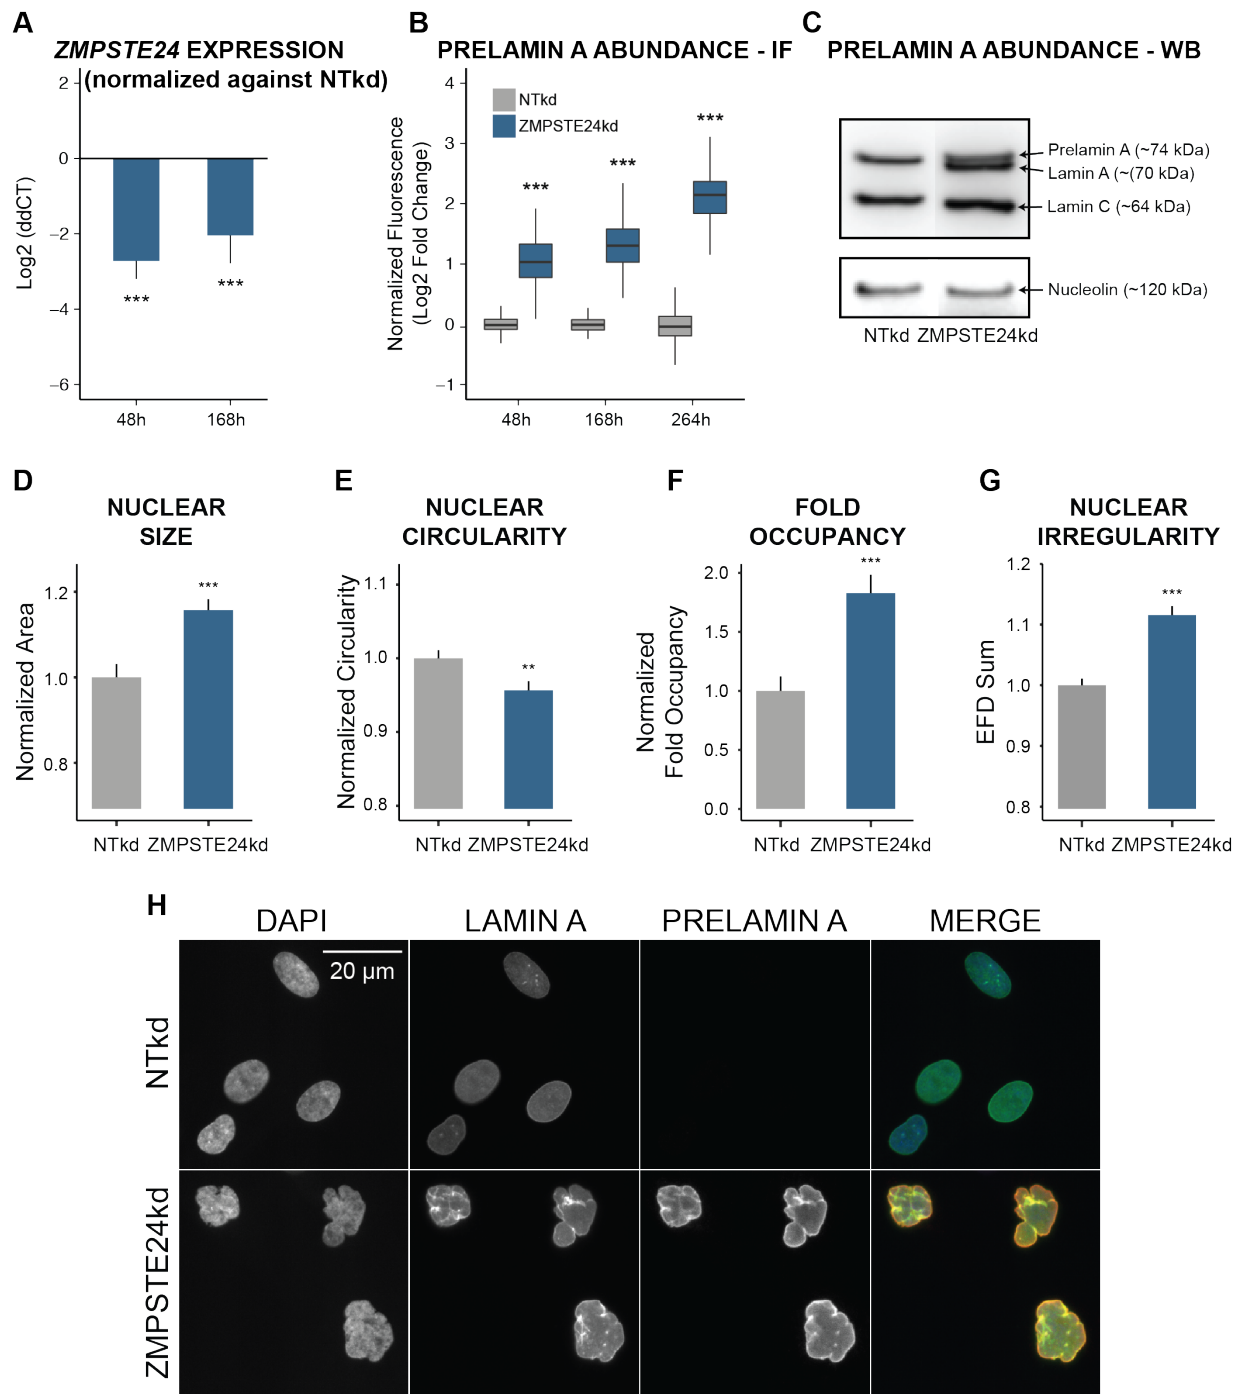 A
ZMPSTE24 EXPRESSION
(normalized against NTkd)
Log2 (ddCT)
2
0
−2
−4
−6
***
***
48h
168h
B
PRELAMIN A ABUNDANCE - IF
Normalized Fluorescence
(Log2 Fold Change)
4
3
2
1
0
−1
NTkd
ZMPSTE24kd
***
***
***
48h
168h
264h
C
PRELAMIN A ABUNDANCE - WB
Prelamin A (~74 kDa)
Lamin A (~(70 kDa)
Lamin C (~64 kDa)
Nucleolin (~120 kDa)
NTkd ZMPSTE24kd
D
NUCLEAR
SIZE
Normalized Area
1.2
1.0
0.8
***
NTkd ZMPSTE24kd
E
NUCLEAR
CIRCULARITY
Normalized Circularity
1.1
1.0
0.9
0.8
**
NTkd ZMPSTE24kd
F
FOLD
OCCUPANCY
Normalized
Fold Occupancy
2.0
1.5
1.0
0.5
0.0
***
NTkd ZMPSTE24kd
G
NUCLEAR
IRREGULARITY
EFD Sum
1.2
1.1
1.0
0.9
0.8
***
NTkd ZMPSTE24kd
H
DAPI LAMIN A PRELAMIN A MERGE
20 µm
NTkd
ZMPSTE24kd